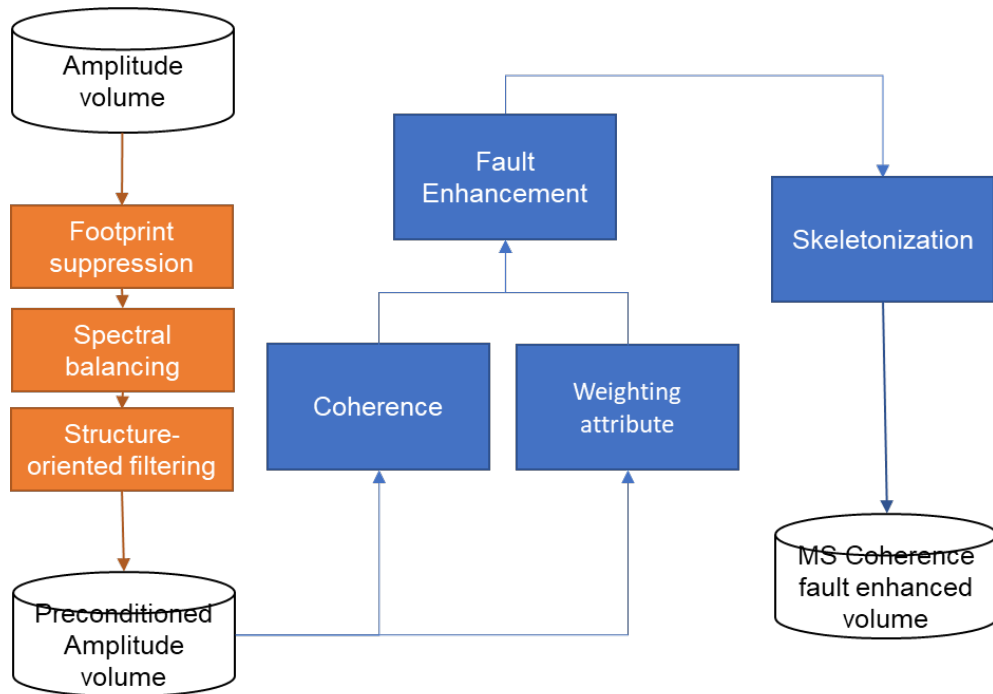 Amplitude
volume
Footprint
suppression
Spectral
balancing
Structure-
oriented filtering
Preconditioned
Amplitude
volume
Coherence
Weighting
attribute
Fault
Enhancement
Skeletonization
MS Coherence
fault enhanced
volume